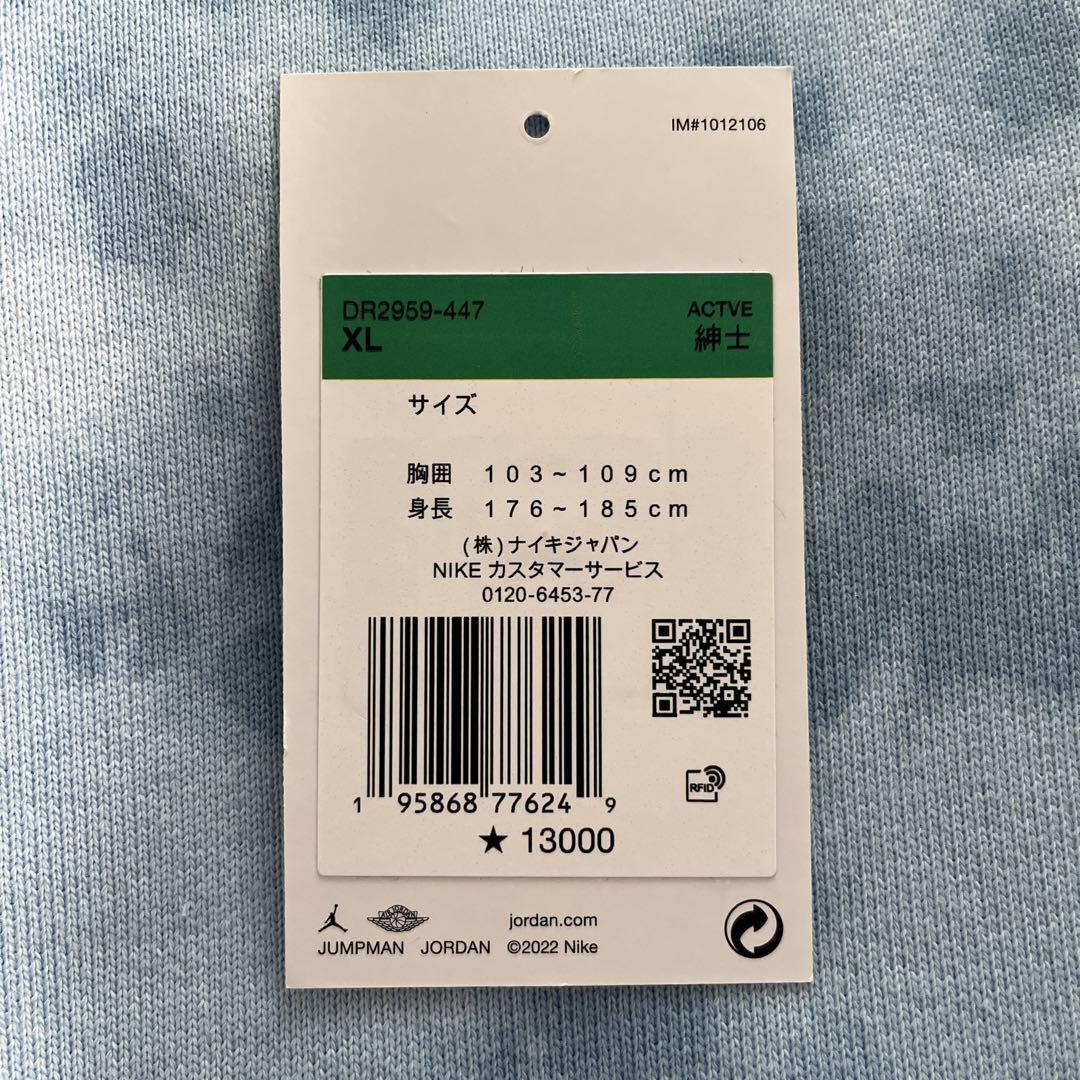 IM#1012106
DR2959-447 ACTVE
XL 紳士
サイズ
胸囲 103~109cm
身長 176~185cm
(株)ナイキジャパン
NIKE カスタマーサービス
0120-6453-77
RFID
1 95868 77624 9
★ 13000
AIR JORDAN
jordan.com
JUMPMAN JORDAN ©2022 Nike